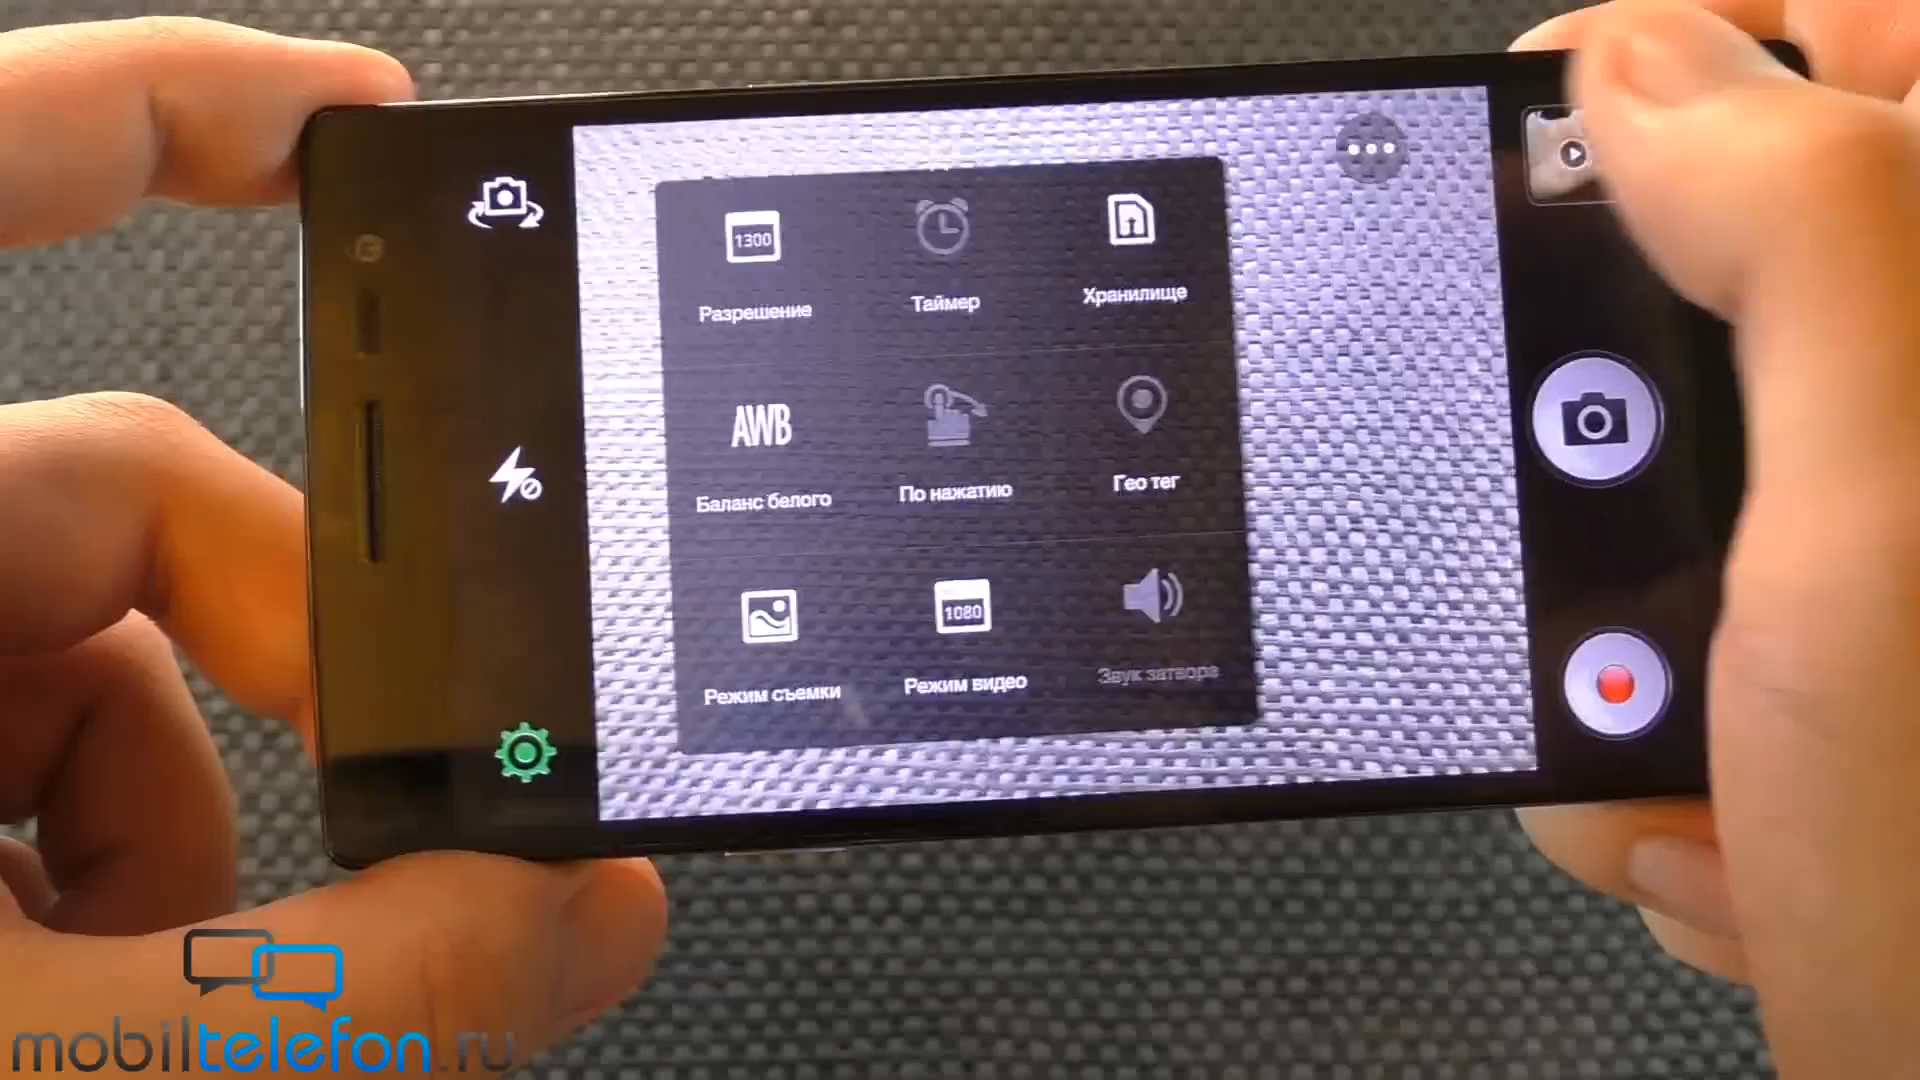 1300
Разрешение
Таймер
Хранилище
AWB
Баланс белого
По нажатию
Гео тег
1080
Режим съемки
Режим видео
Звук затвора
mobiltelefon.ru